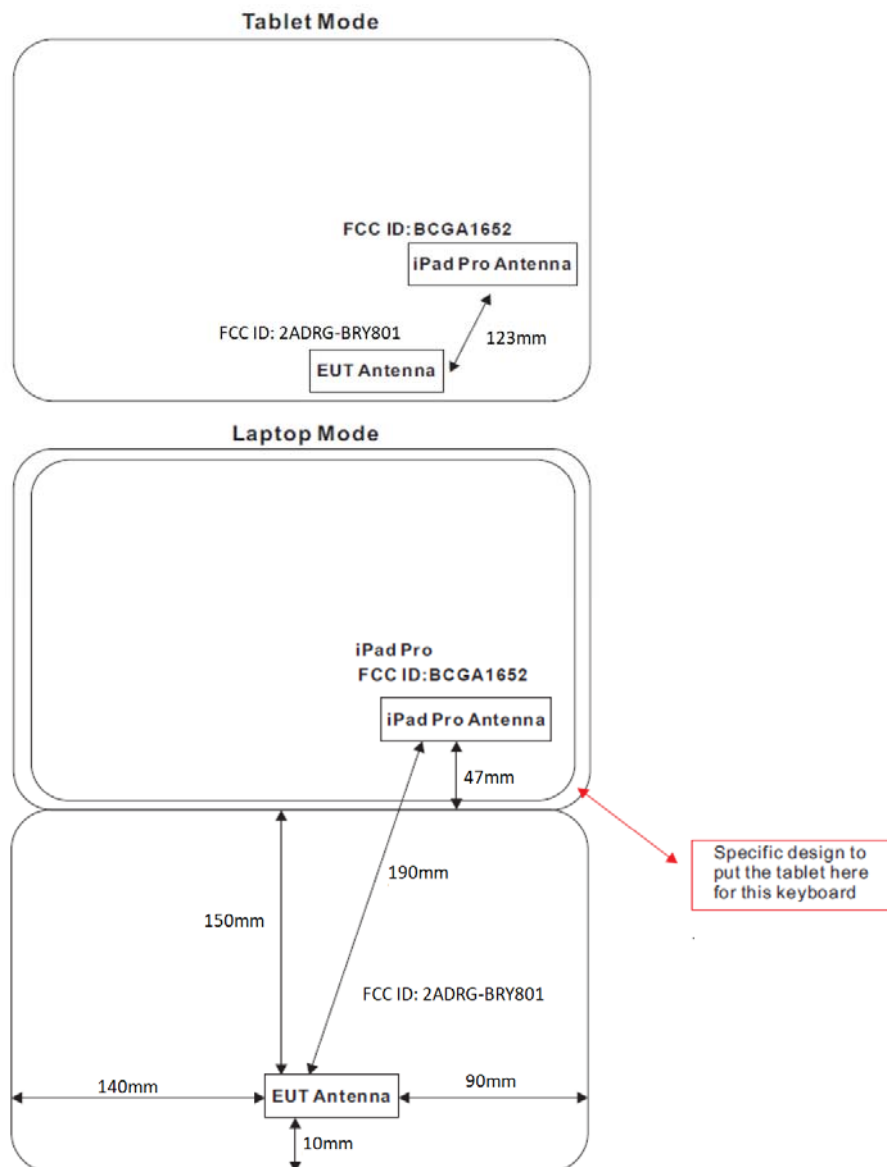 Tablet Mode
FCC ID: BCGA1652
iPad Pro Antenna
123mm
FCC ID: 2ADRG-BRY801
EUT Antenna
Laptop Mode
iPad Pro
FCC ID:BCGA1652
iPad Pro Antenna
47mm
Specific design to
put the tablet here
for this keyboard
190mm
150mm
FCC ID: 2ADRG-BRY801
140mm
EUT Antenna
90mm
10mm